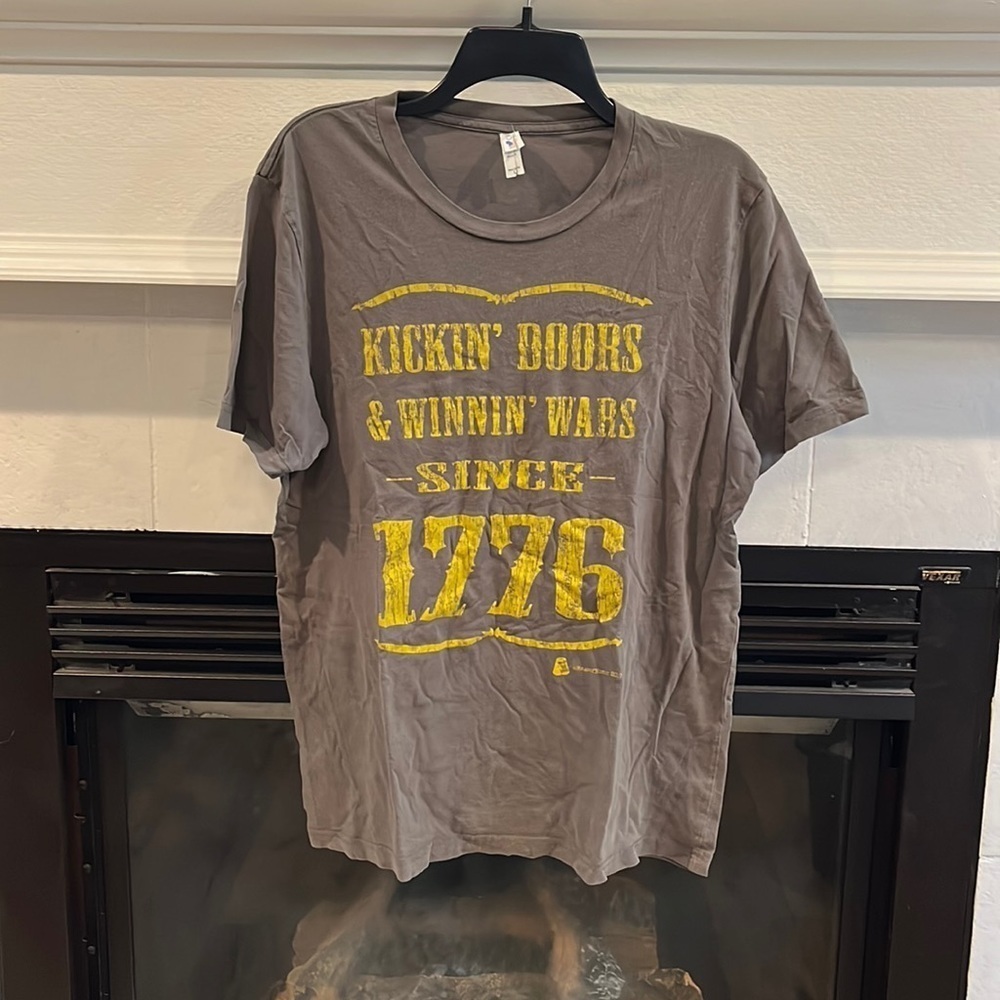 KICKIN' DOORS
& WINNIN' WARS
-SINCE-
1776